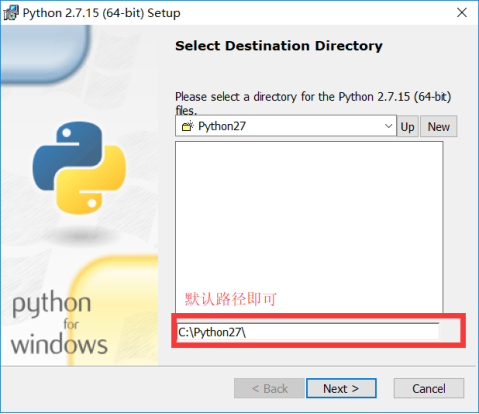 Python 2.7.15 (64-bit) Setup
Select Destination Directory
Please select a directory for the Python 2.7.15 (64-bit)
files.
Python27
Up
New
默认路径即可
C:\Python27\
python
for
windows
< Back
Next >
Cancel